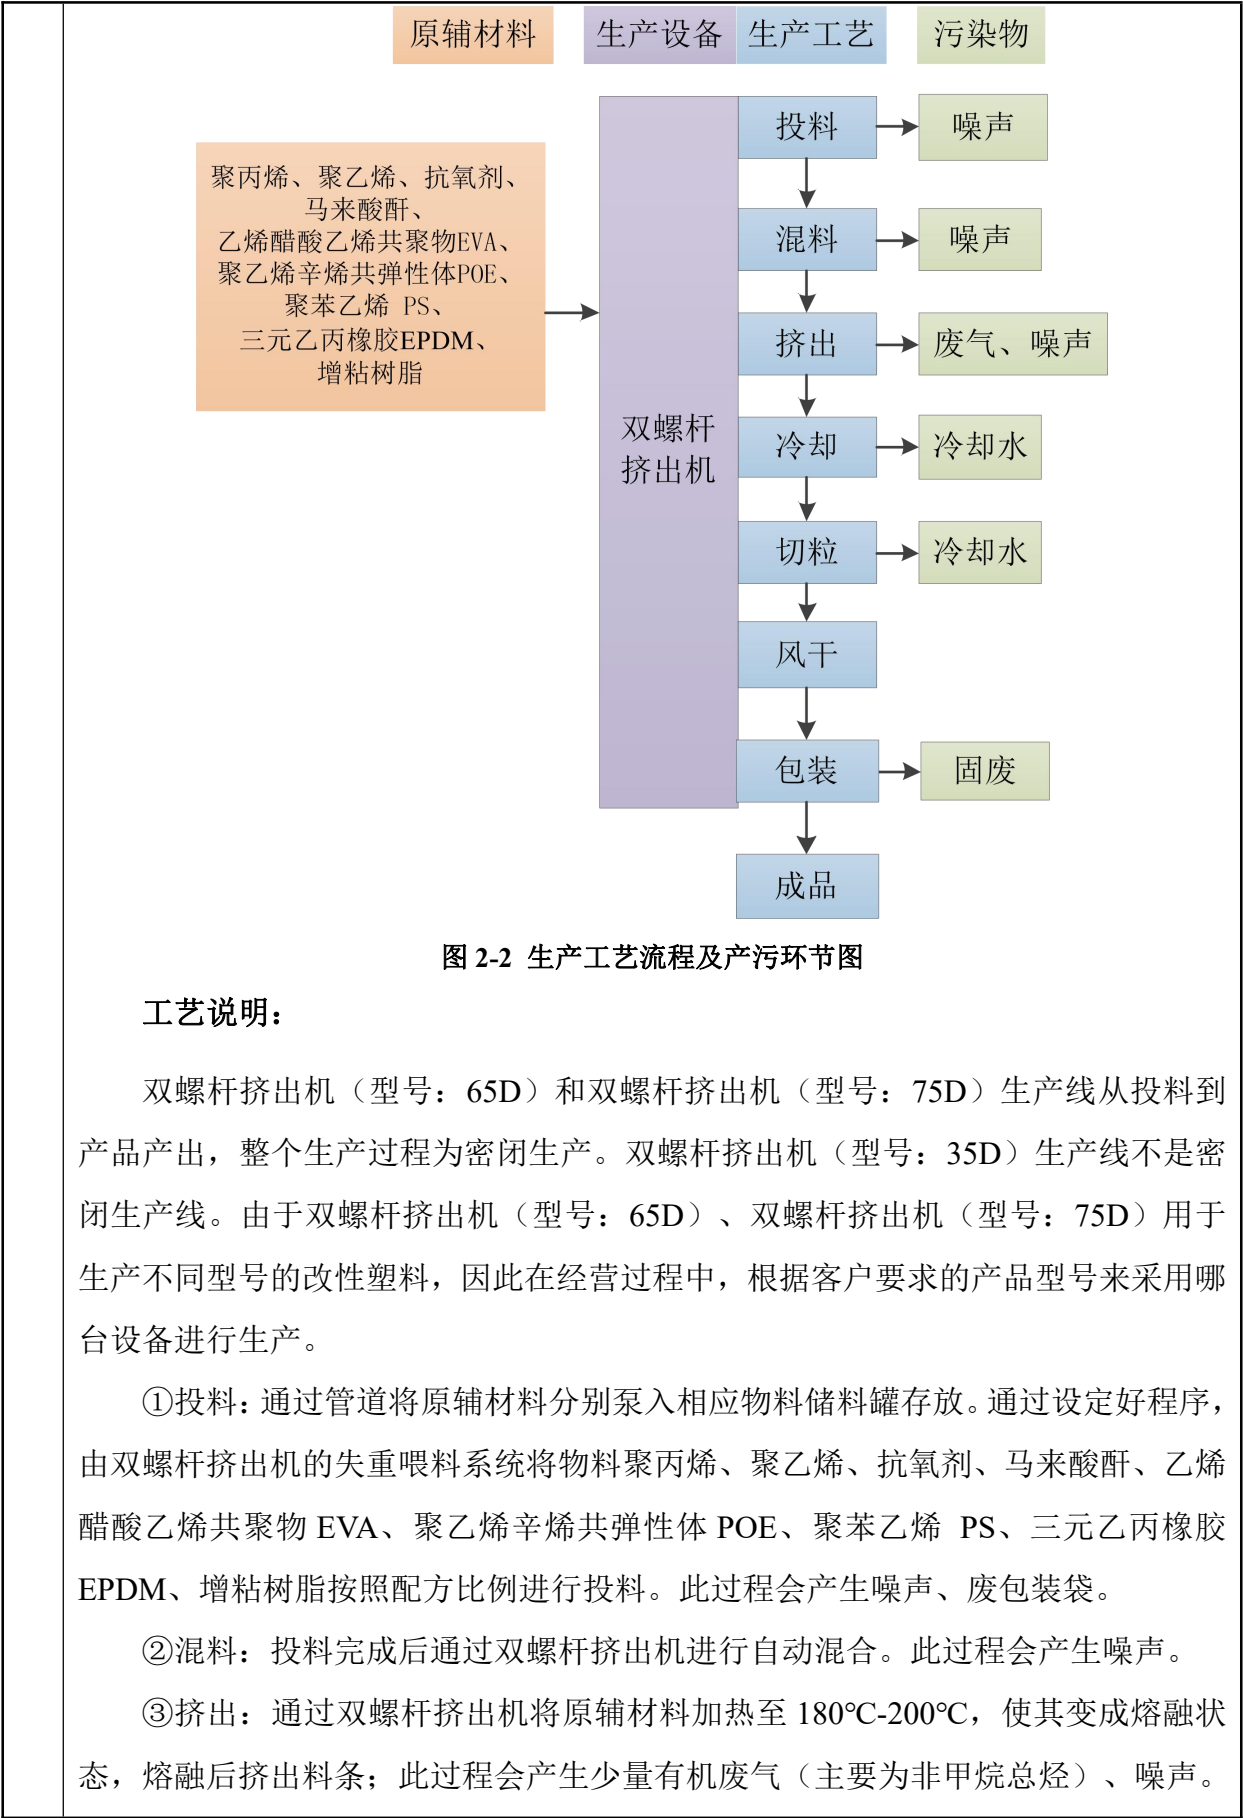 原辅材料 生产设备 生产工艺 污染物
投料 噪声
聚丙烯、聚乙烯、抗氧剂、
马来酸酐、
乙烯醋酸乙烯共聚物EVA、
聚乙烯辛烯共弹性体POE、
聚苯乙烯 PS、
三元乙丙橡胶EPDM、
增粘树脂
混料 噪声
挤出 废气、噪声
双螺杆
挤出机
冷却 冷却水
切粒 冷却水
风干
包装 固废
成品
图 2-2 生产工艺流程及产污环节图
工艺说明：
双螺杆挤出机（型号：65D）和双螺杆挤出机（型号：75D）生产线从投料到
产品产出，整个生产过程为密闭生产。双螺杆挤出机（型号：35D）生产线不是密
闭生产线。由于双螺杆挤出机（型号：65D）、双螺杆挤出机（型号：75D）用于
生产不同型号的改性塑料，因此在经营过程中，根据客户要求的产品型号来采用哪
台设备进行生产。
①投料：通过管道将原辅材料分别泵入相应物料储料罐存放。通过设定好程序，
由双螺杆挤出机的失重喂料系统将物料聚丙烯、聚乙烯、抗氧剂、马来酸酐、乙烯
醋酸乙烯共聚物 EVA、聚乙烯辛烯共弹性体 POE、聚苯乙烯 PS、三元乙丙橡胶
EPDM、增粘树脂按照配方比例进行投料。此过程会产生噪声、废包装袋。
②混料：投料完成后通过双螺杆挤出机进行自动混合。此过程会产生噪声。
③挤出：通过双螺杆挤出机将原辅材料加热至 180℃-200℃，使其变成熔融状
态，熔融后挤出料条；此过程会产生少量有机废气（主要为非甲烷总烃）、噪声。